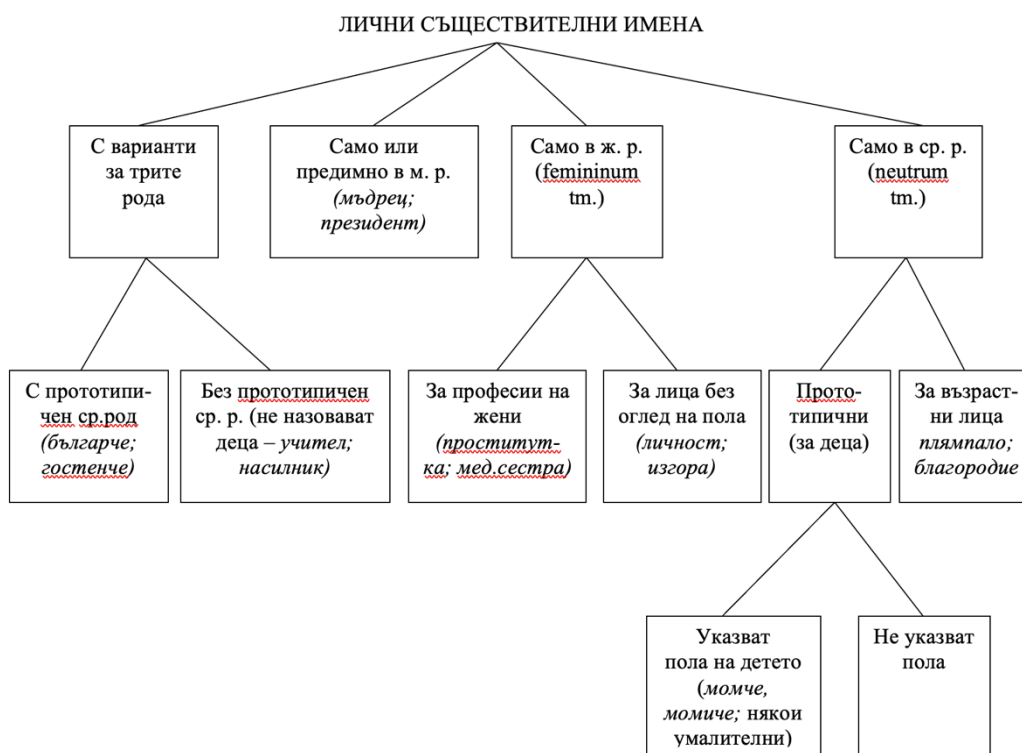 ЛИЧНИ СЪЩЕСТВИТЕЛНИ ИМЕНА
С варианти
за трите
рода
Само или
предимно в м. р.
(мъдрец;
президент)
Само в ж. р.
(femininum
tm.)
Само в ср. р.
(neutrum
tm.)
С прототипи-
чен ср.род
(българче;
гостенче)
Без прототипичен
ср. р. (не назовават
деца – учител;
насилник)
За професии на
жени
(проститут-
ка; мед.сестра)
За лица без
оглед на пола
(личност;
изгора)
Прото-
типични
(за деца)
За възраст-
ни лица
плямпало;
благородие
Указват
пола на детето
(момче,
момиче; някои
умалителни)
Не указват
пола